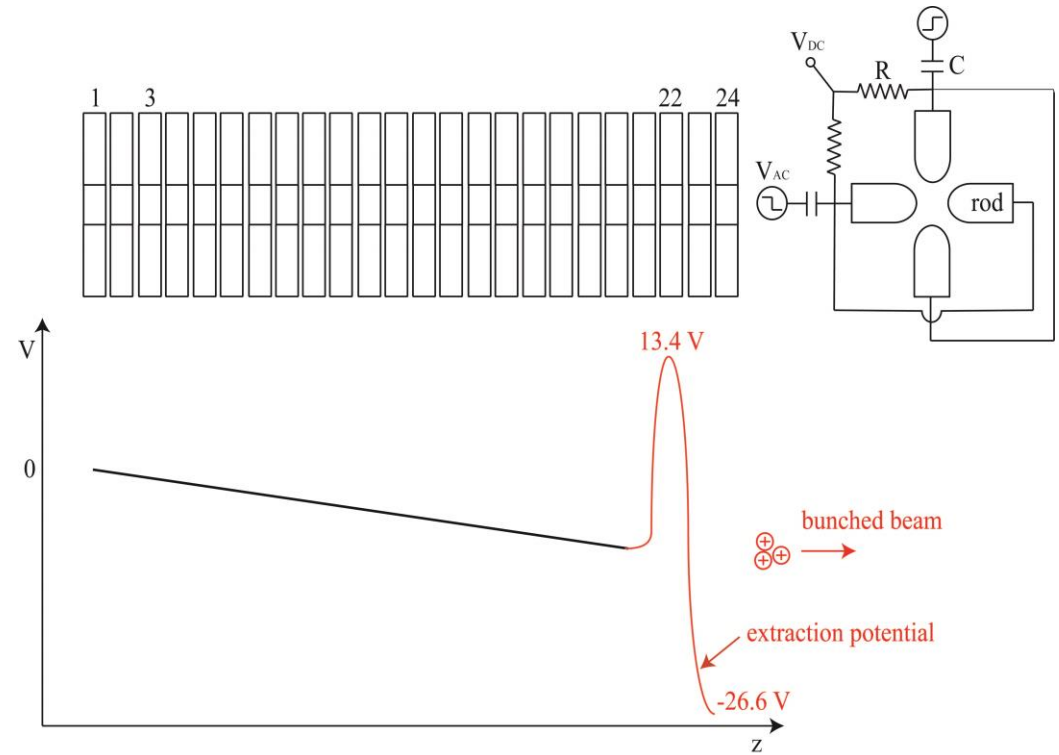 1
3
22
24
V_DC
R
C
V_AC
rod
V
13.4 V
0
bunched beam
extraction potential
-26.6 V
z